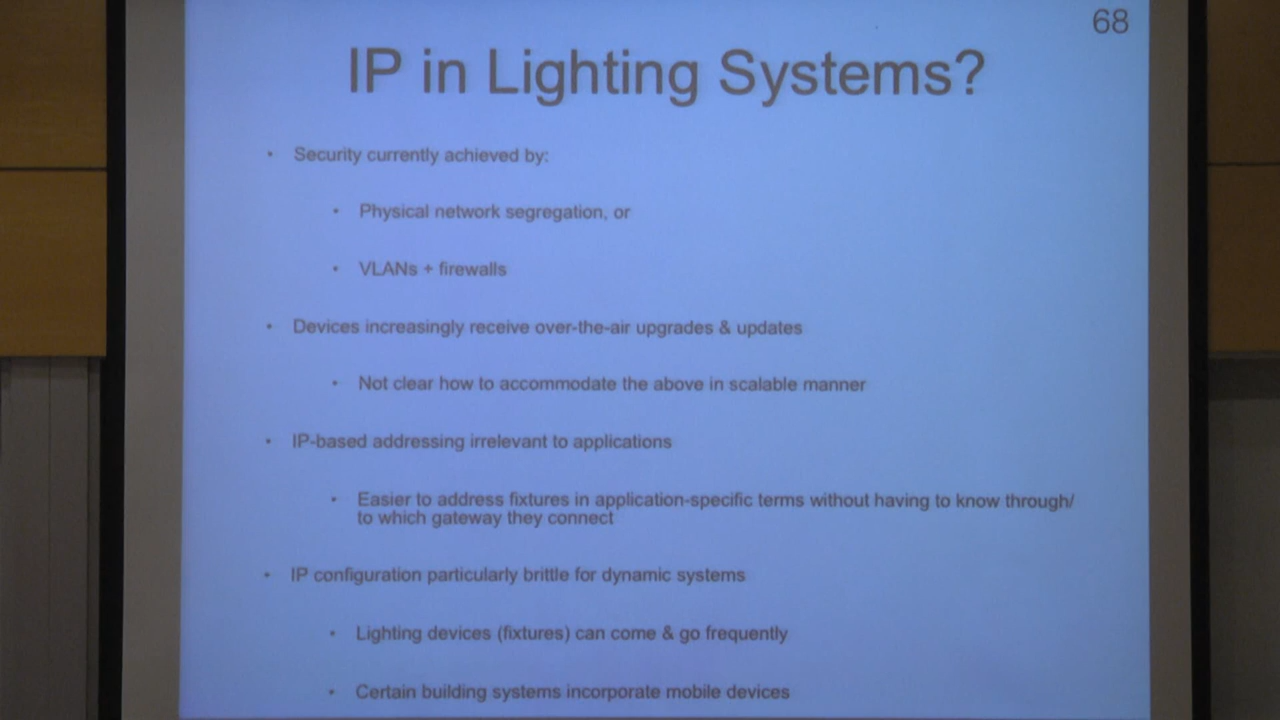 68
IP in Lighting Systems?
• Security currently achieved by:
• Physical network segregation, or
• VLANs + firewalls
• Devices increasingly receive over-the-air upgrades & updates
• Not clear how to accommodate the above in scalable manner
• IP-based addressing irrelevant to applications
• Easier to address fixtures in application-specific terms without having to know through/
to which gateway they connect
• IP configuration particularly brittle for dynamic systems
• Lighting devices (fixtures) can come & go frequently
• Certain building systems incorporate mobile devices